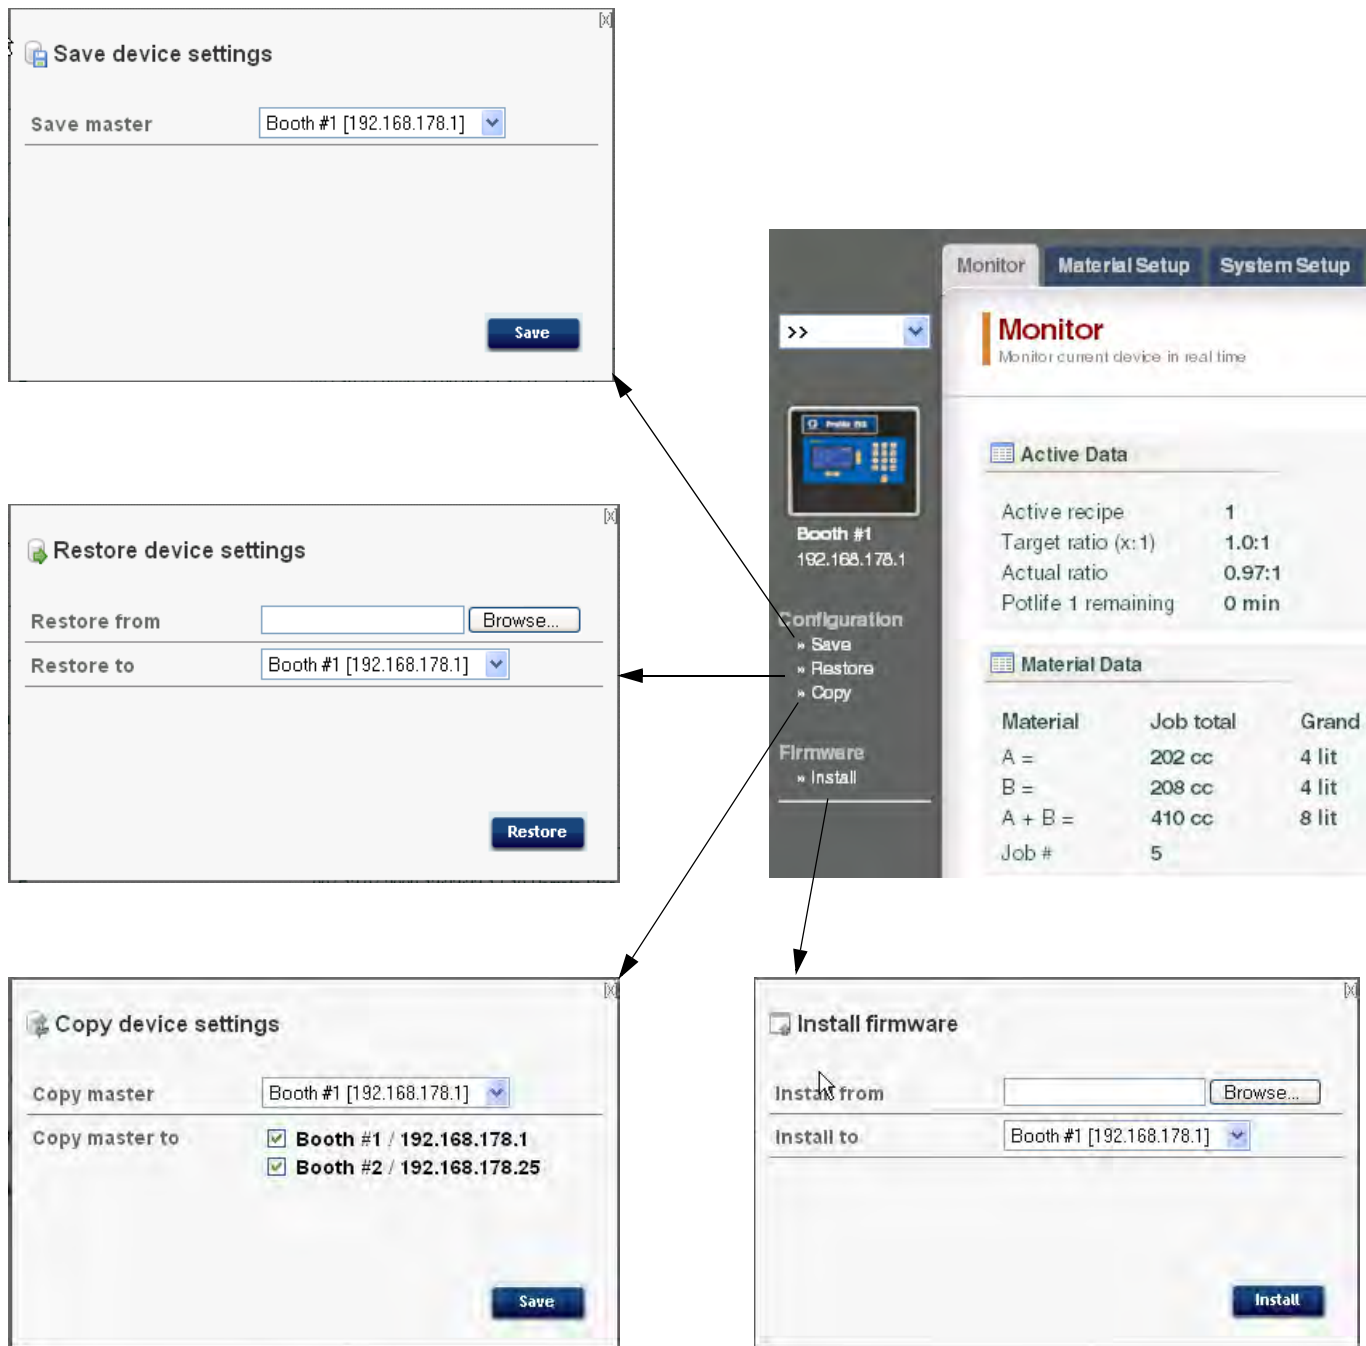 [x]
Save device settings
Save master Booth #1 [192.168.178.1]
Save
Monitor Material Setup System Setup
>>
Monitor
Monitor current device in real time
Booth #1
192.168.178.1
Configuration
» Save
» Restore
» Copy
Firmware
» Install
Active Data
Active recipe 1
Target ratio (x:1) 1.0:1
Actual ratio 0.97:1
Potlife 1 remaining 0 min
Material Data
Material Job total Grand
A = 202 cc 4 lit
B = 208 cc 4 lit
A + B = 410 cc 8 lit
Job # 5
[x]
Restore device settings
Restore from Browse...
Restore to Booth #1 [192.168.178.1]
Restore
[x]
Copy device settings
Copy master Booth #1 [192.168.178.1]
Copy master to Booth #1 / 192.168.178.1
Booth #2 / 192.168.178.25
Save
[x]
Install firmware
Install from Browse...
Install to Booth #1 [192.168.178.1]
Install